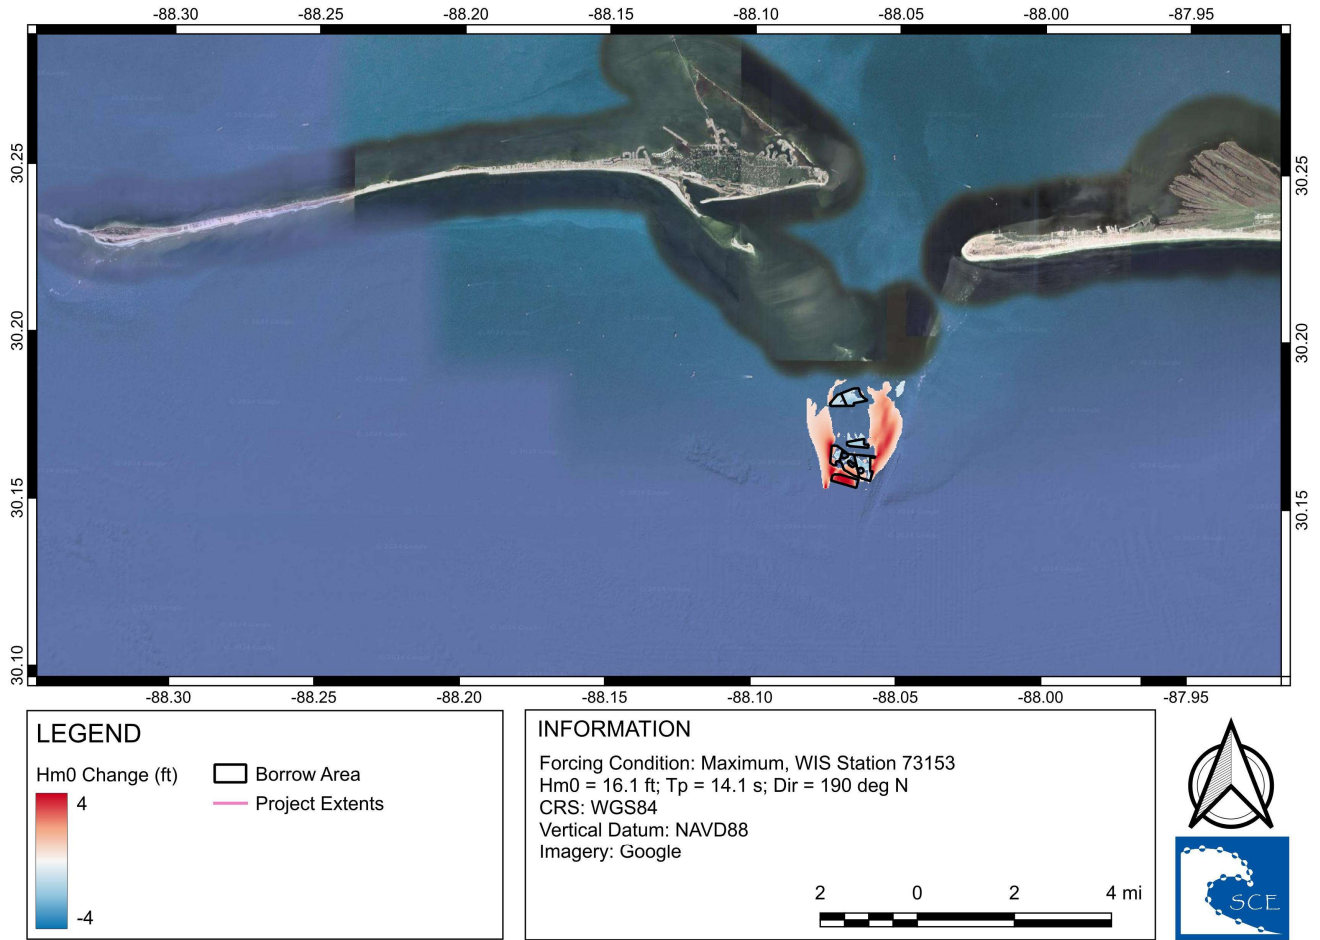 -88.30 -88.25 -88.20 -88.15 -88.10 -88.05 -88.00 -87.95
30.25 30.25
30.20 30.20
30.15 30.15
30.10
-88.30 -88.25 -88.20 -88.15 -88.10 -88.05 -88.00 -87.95
LEGEND
Hm0 Change (ft)
4
-4
Borrow Area
Project Extents
INFORMATION
Forcing Condition: Maximum, WIS Station 73153
Hm0 = 16.1 ft; Tp = 14.1 s; Dir = 190 deg N
CRS: WGS84
Vertical Datum: NAVD88
Imagery: Google
2 0 2 4 mi
SCE